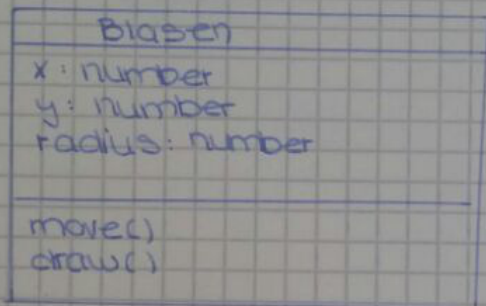 Blasen
x: number
y: number
radius: number
move()
draw()